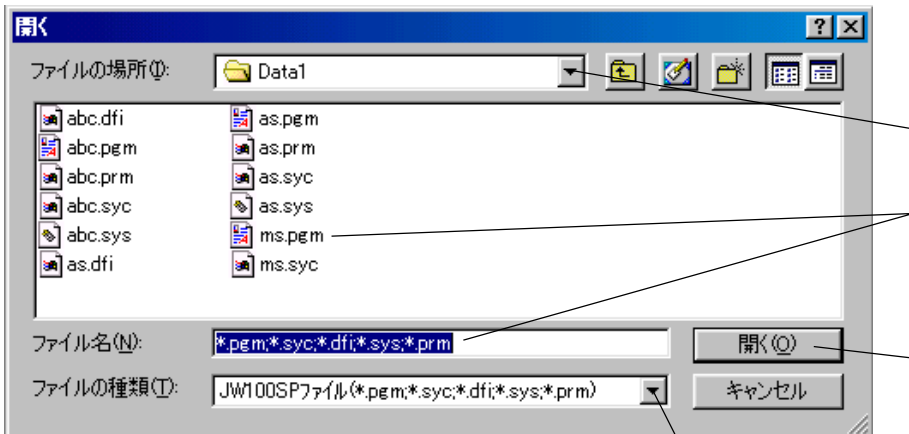 開く
ファイルの場所(I):
Data1
abc.dfi
abc.pgm
abc.prm
abc.syc
abc.sys
as.dfi
as.pgm
as.prm
as.syc
as.sys
ms.pgm
ms.syc
ファイル名(N):
*.pgm;*.syc;*.dfi;*.sys;*.prm
開く(O)
ファイルの種類(T):
JW100SPファイル(*.pgm;*.syc;*.dfi;*.sys;*.prm)
キャンセル